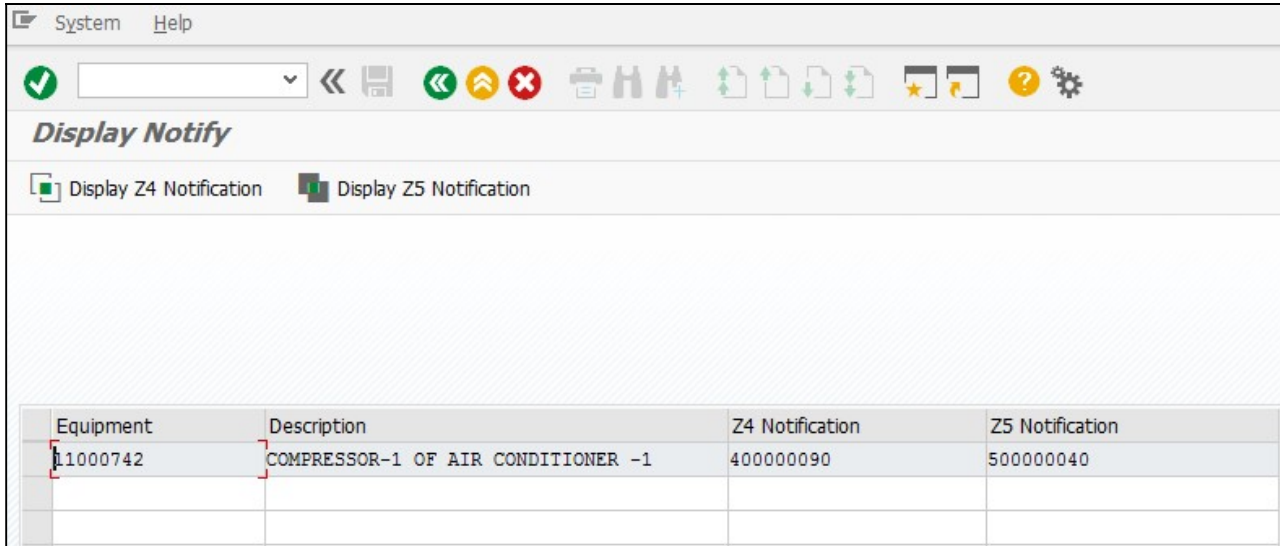 System Help
Display Notify
Display Z4 Notification Display Z5 Notification
Equipment Description Z4 Notification Z5 Notification
11000742 COMPRESSOR-1 OF AIR CONDITIONER -1 400000090 500000040